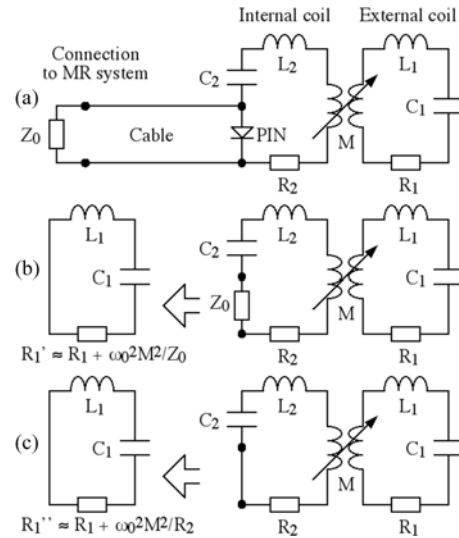 Internal coil External coil
Connection
to MR system
L₂ L₁
C₂ C₁
(a)
Z₀ Cable PIN
M
R₂ R₁
L₂ L₁
L₁
C₂
(b) C₁ C₁
Z₀
M
R₂ R₁
R₁' ≈ R₁ + ω₀²M²/Z₀
L₂ L₁
L₁
C₂
(c) C₁ C₁
M
R₂ R₁
R₁'' ≈ R₁ + ω₀²M²/R₂